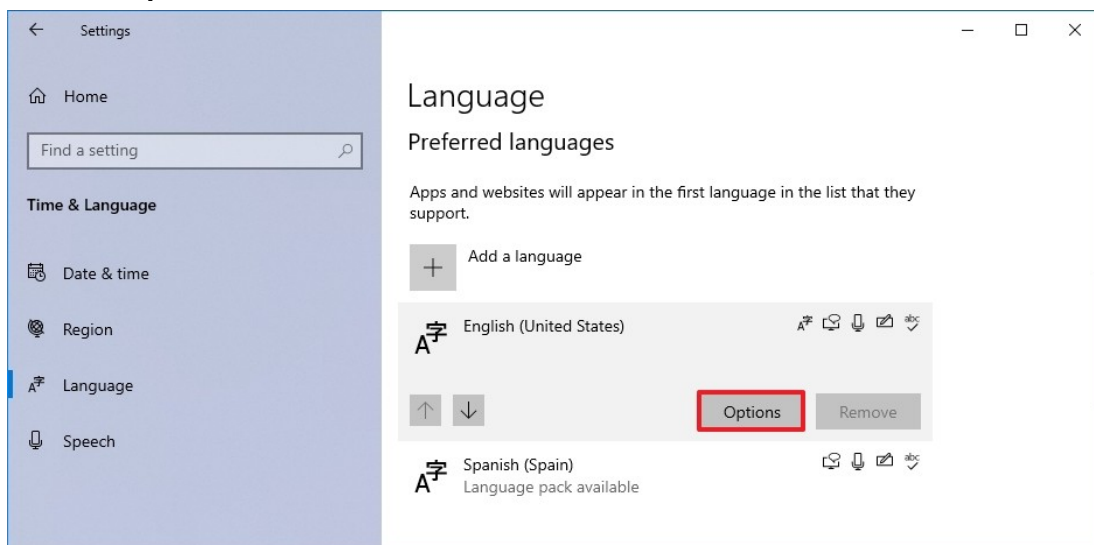 Settings
Home
Find a setting
Time & Language
Date & time
Region
Language
Speech
Language
Preferred languages
Apps and websites will appear in the first language in the list that they
support.
Add a language
English (United States)
Options
Remove
Spanish (Spain)
Language pack available